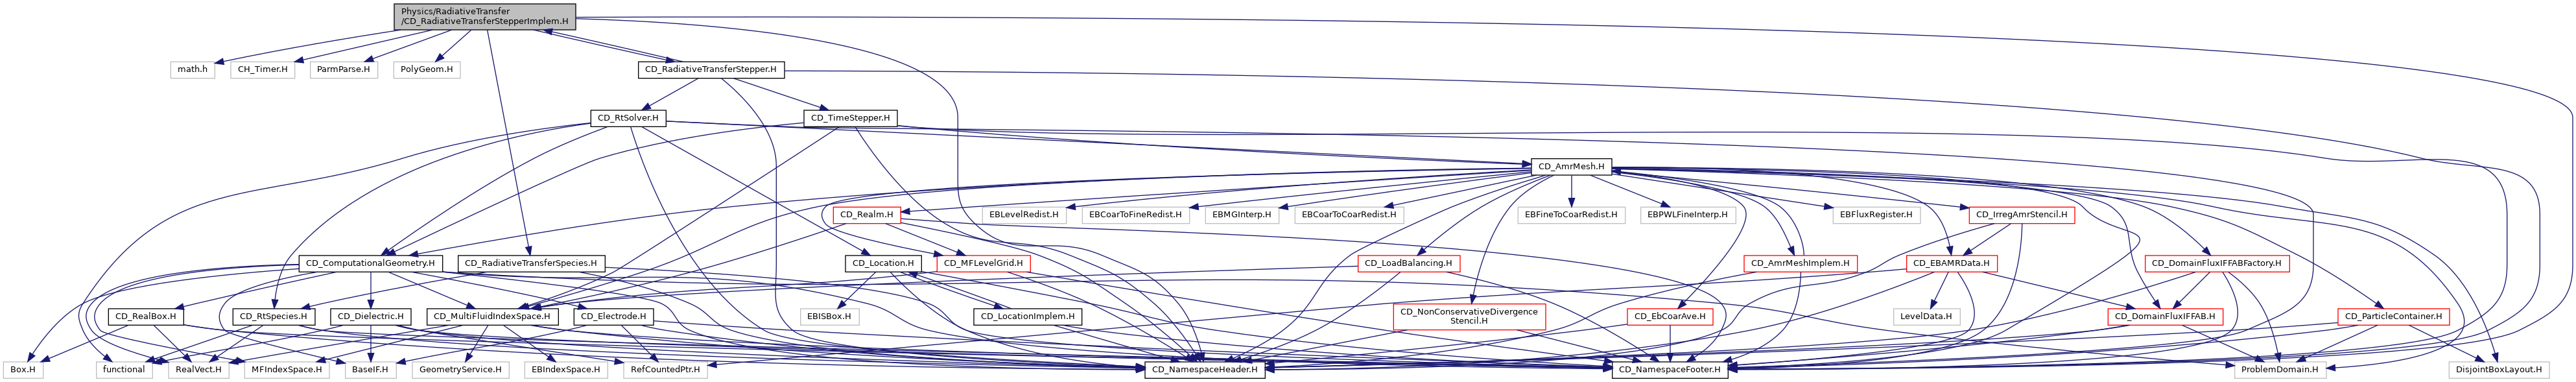 Physics/RadiativeTransfer
/CD_RadiativeTransferStepperImplem.H
math.h
CH_Timer.H
ParmParse.H
PolyGeom.H
CD_RadiativeTransferStepper.H
CD_RtSolver.H
CD_TimeStepper.H
CD_AmrMesh.H
CD_Realm.H
EBLevelRedist.H
EBCoarToFineRedist.H
EBMGInterp.H
EBCoarToCoarRedist.H
EBFineToCoarRedist.H
EBPWLFineInterp.H
EBFluxRegister.H
CD_IrregAmrStencil.H
CD_ComputationalGeometry.H
CD_RadiativeTransferSpecies.H
CD_Location.H
CD_MFLevelGrid.H
CD_LoadBalancing.H
CD_AmrMeshImplem.H
CD_EBAMRData.H
CD_DomainFluxIFFABFactory.H
CD_RealBox.H
CD_RtSpecies.H
CD_Dielectric.H
CD_MultiFluidIndexSpace.H
CD_Electrode.H
EBISBox.H
CD_LocationImplem.H
CD_NonConservativeDivergence
Stencil.H
CD_EbCoarAve.H
LevelData.H
CD_DomainFluxIFFAB.H
CD_ParticleContainer.H
Box.H
functional
RealVect.H
MFIndexSpace.H
BaseIF.H
GeometryService.H
EBIndexSpace.H
RefCountedPtr.H
CD_NamespaceHeader.H
CD_NamespaceFooter.H
ProblemDomain.H
DisjointBoxLayout.H